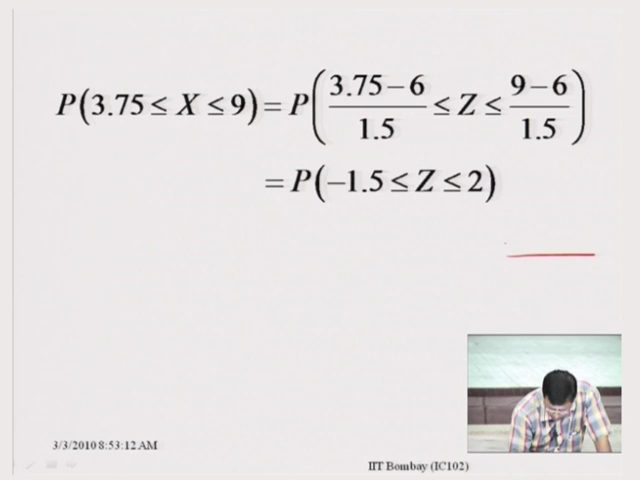 P(3.75 ≤ X ≤ 9) = P((3.75 − 6)/1.5 ≤ Z ≤ (9 − 6)/1.5)
= P(−1.5 ≤ Z ≤ 2)
3/3/2010 8:53:12 AM
IIT Bombay (IC102)